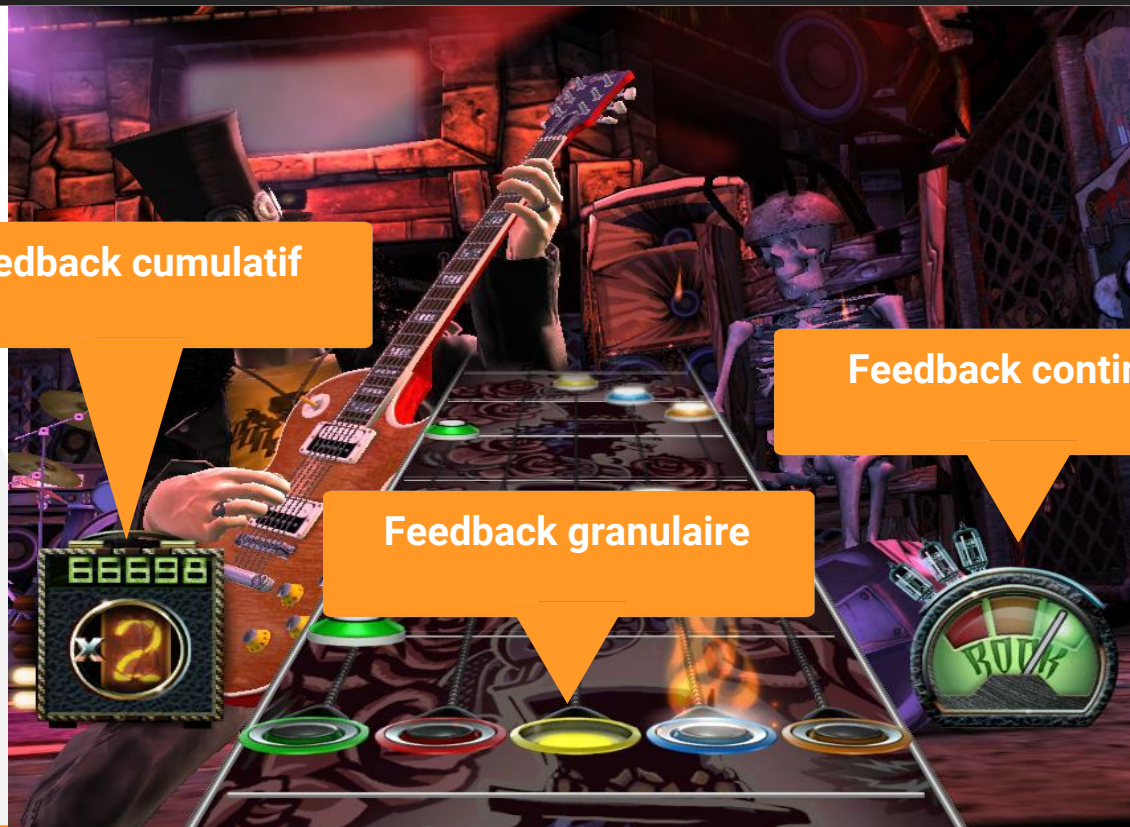 edback cumulatif
Feedback contin
Feedback granulaire
66698
x2
ROCK